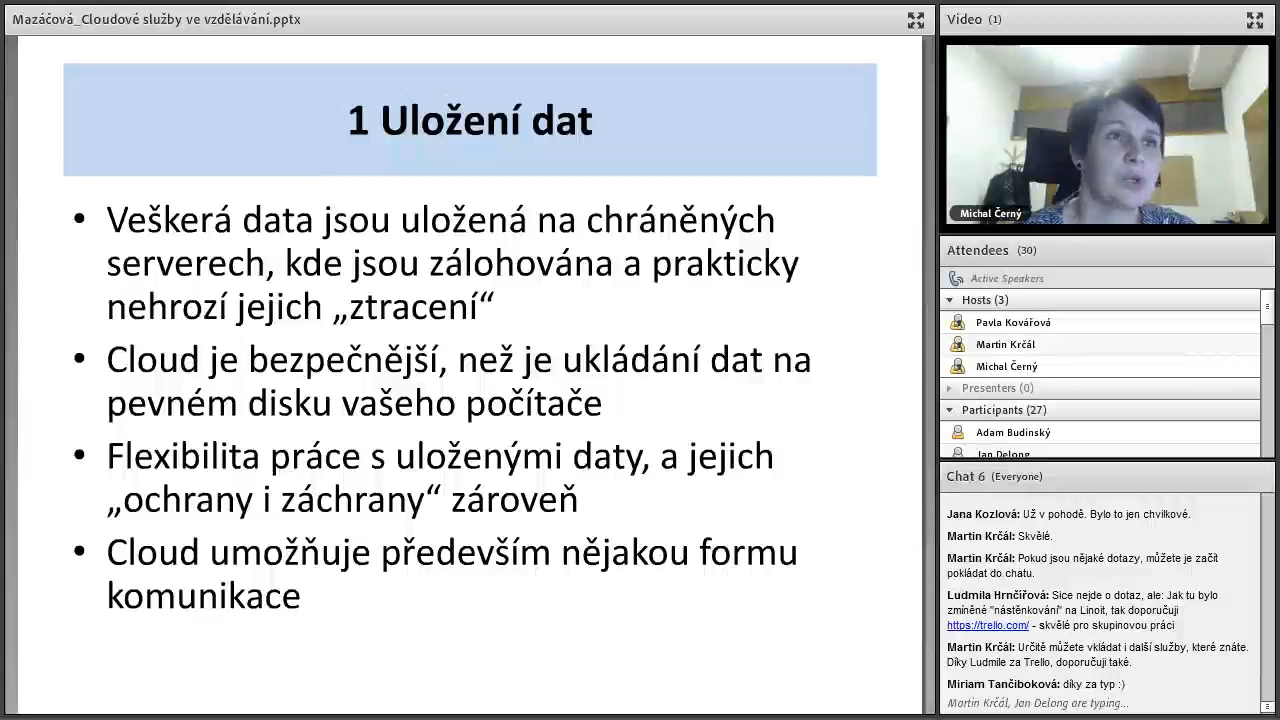 Mazáčová_Cloudové služby ve vzdělávání.pptx
1 Uložení dat
• Veškerá data jsou uložená na chráněných
serverech, kde jsou zálohována a prakticky
nehrozí jejich „ztracení“
• Cloud je bezpečnější, než je ukládání dat na
pevném disku vašeho počítače
• Flexibilita práce s uloženými daty, a jejich
„ochrany i záchrany“ zároveň
• Cloud umožňuje především nějakou formu
komunikace
Video (1)
Michal Černý
Attendees (30)
Active Speakers
Hosts (3)
Pavla Kovářová
Martin Krčál
Michal Černý
Presenters (0)
Participants (27)
Adam Budínský
Jan Delong
Chat 6 (Everyone)
Jana Kozlová: Už v pohodě. Bylo to jen chvilkové.
Martin Krčál: Skvělé.
Martin Krčál: Pokud jsou nějaké dotazy, můžete je začít
pokládat do chatu.
Ludmila Hrnčířová: Sice nejde o dotaz, ale: Jak tu bylo
zmíněné "nástěnkování" na Linoit, tak doporučuji
https://trello.com/ - skvělé pro skupinovou práci
Martin Krčál: Určitě můžete vkládat i další služby, které znáte.
Díky Ludmile za Trello, doporučuji také.
Miriam Tančiboková: díky za typ :)
Martin Krčál, Jan Delong are typing...